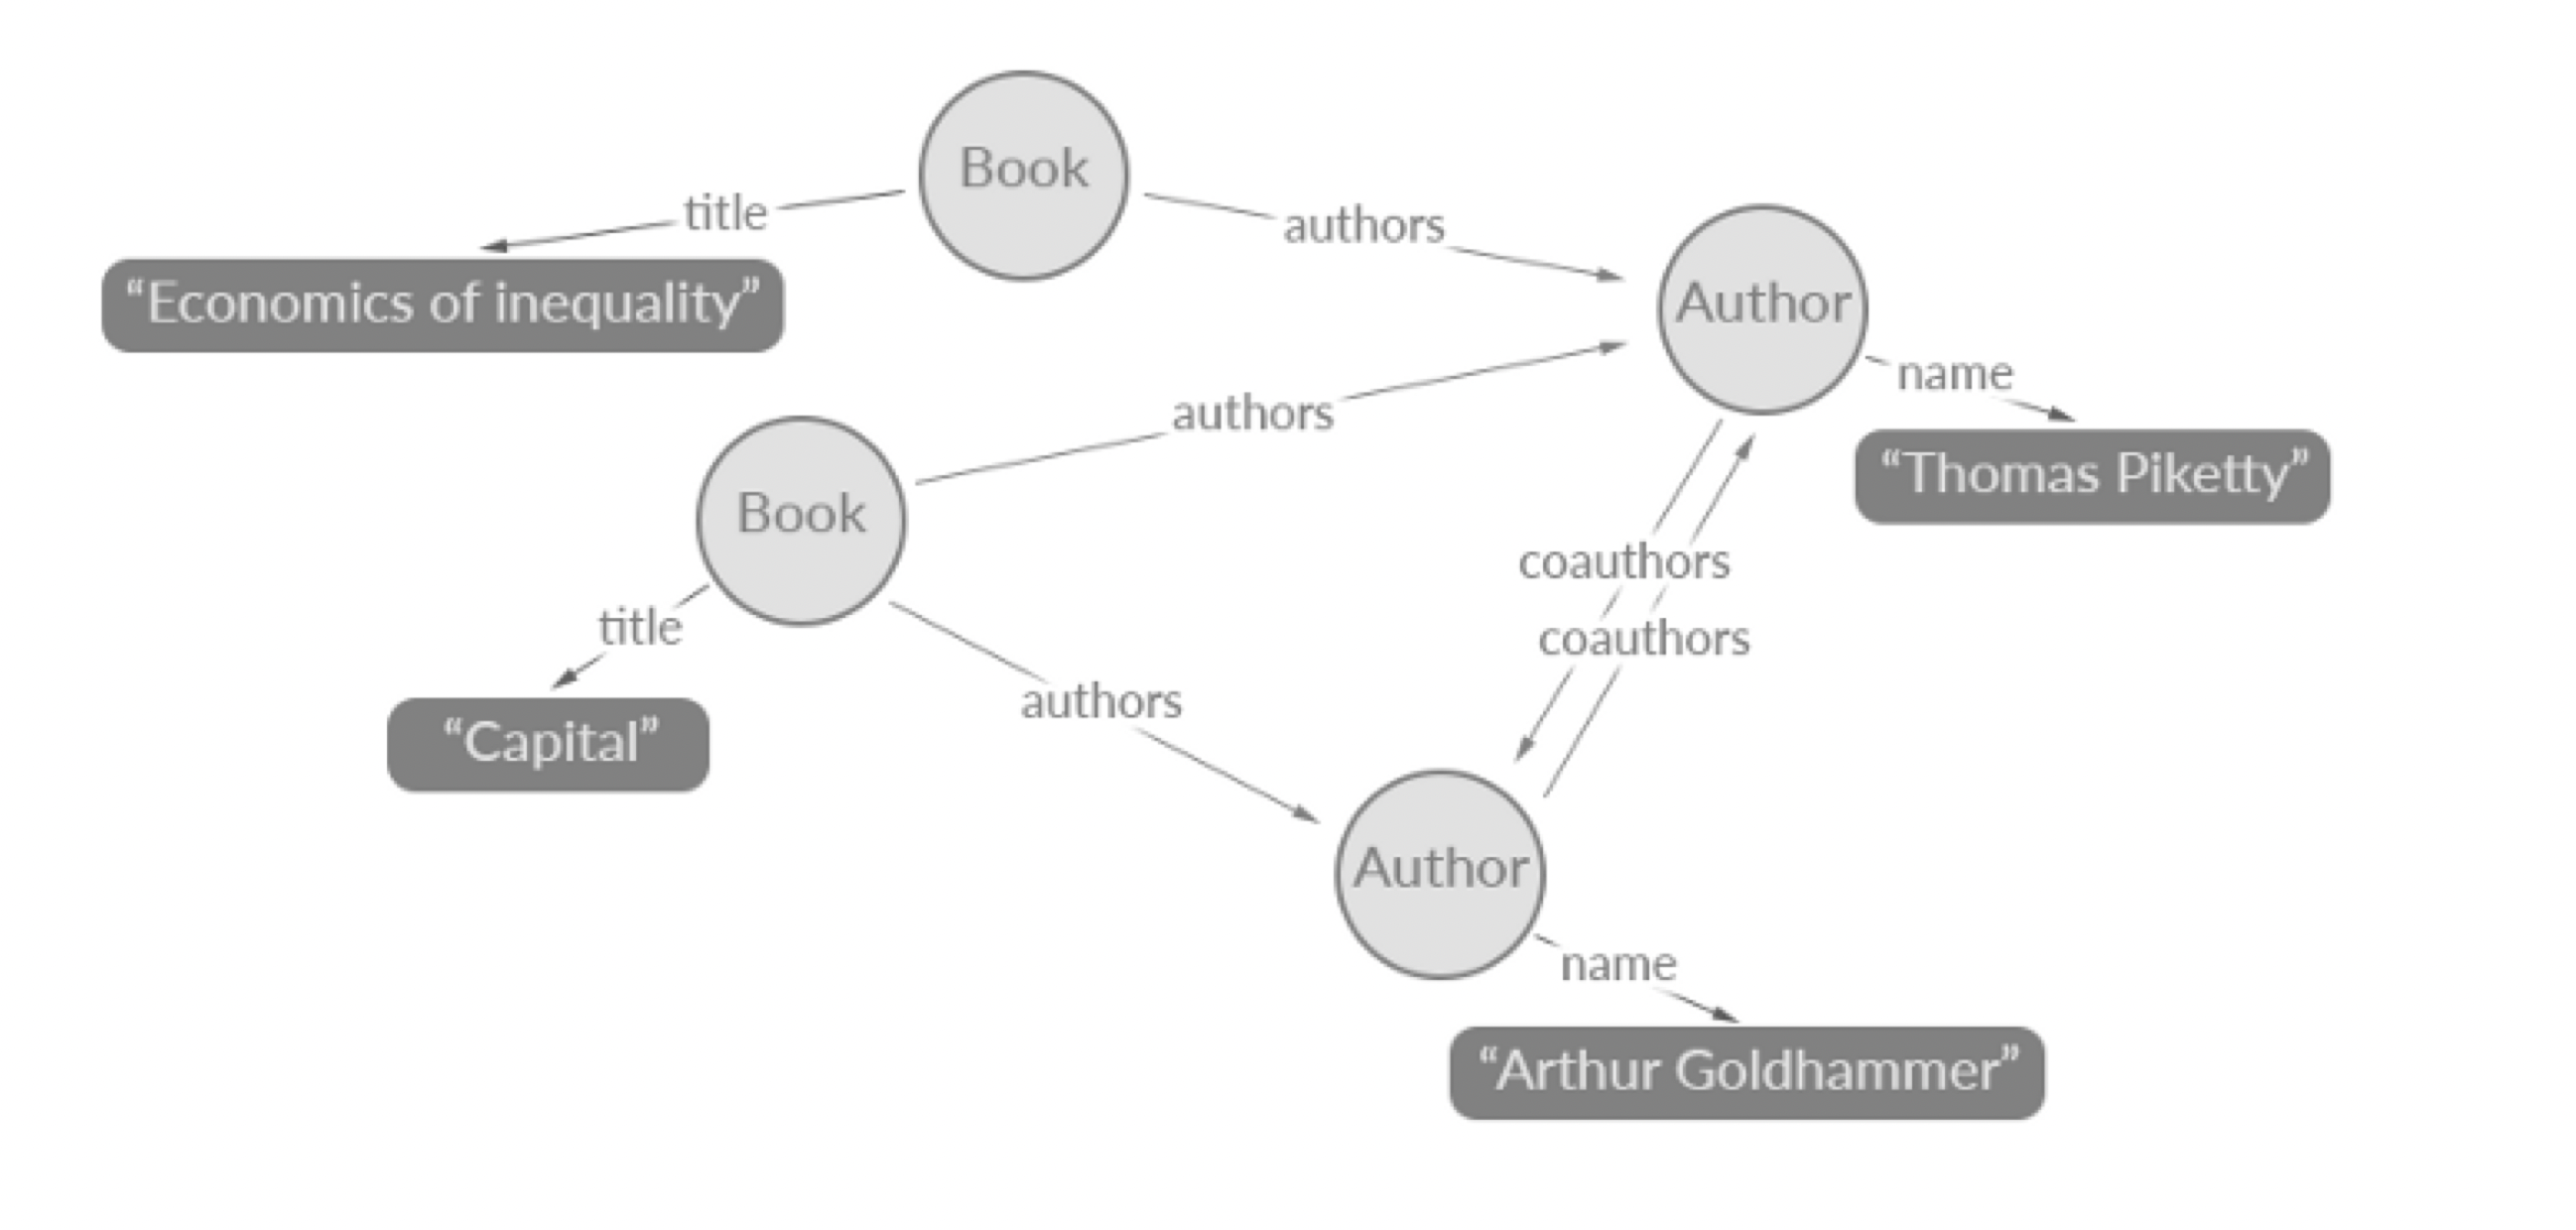 Book
title
authors
“Economics of inequality”
Author
name
authors
“Thomas Piketty”
Book
coauthors
title
coauthors
authors
“Capital”
Author
name
“Arthur Goldhammer”